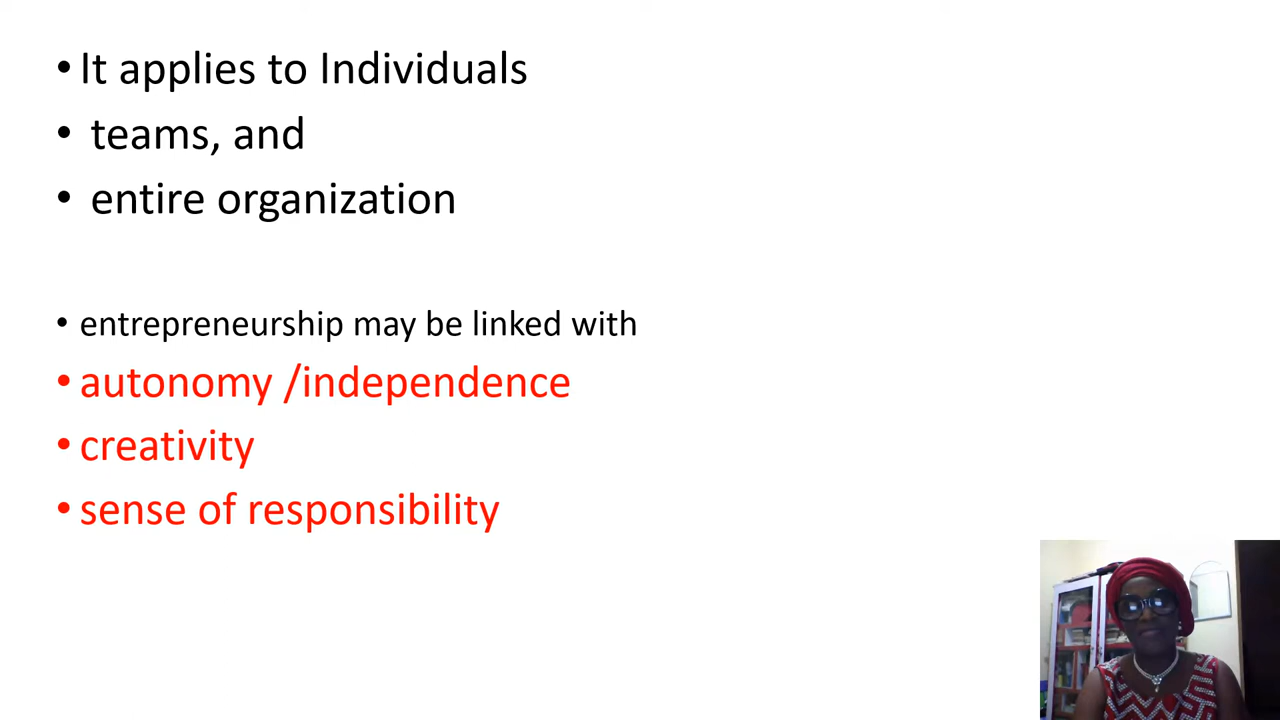 •It applies to Individuals
• teams, and
• entire organization
• entrepreneurship may be linked with
•autonomy /independence
•creativity
•sense of responsibility